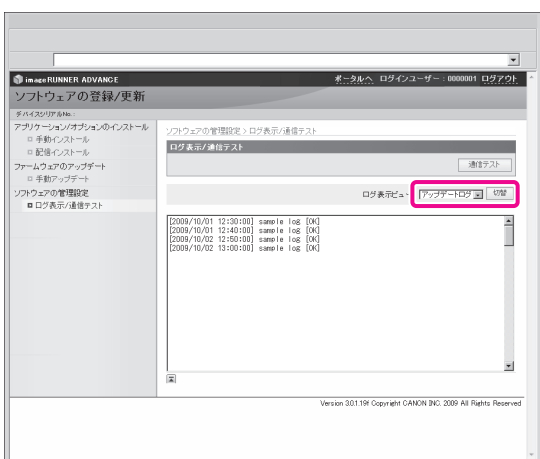 imageRUNNER ADVANCE
ポータルへ ログインユーザー : 0000001 ログアウト
ソフトウェアの登録/更新
デバイスシリアルNo. :
アプリケーション/オプションのインストール
手動インストール
配信インストール
ファームウェアのアップデート
手動アップデート
ソフトウェアの管理設定
ログ表示/通信テスト
ソフトウェアの管理設定 > ログ表示/通信テスト
ログ表示/通信テスト
通信テスト
ログ表示ビュー
アップデートログ 切替
[2009/10/01 12:30:00] sample log [OK]
[2009/10/01 12:40:00] sample log [OK]
[2009/10/02 12:50:00] sample log [OK]
[2009/10/02 13:00:00] sample log [OK]
Version 3.0.1.19f Copyright CANON INC. 2009 All Rights Reserved